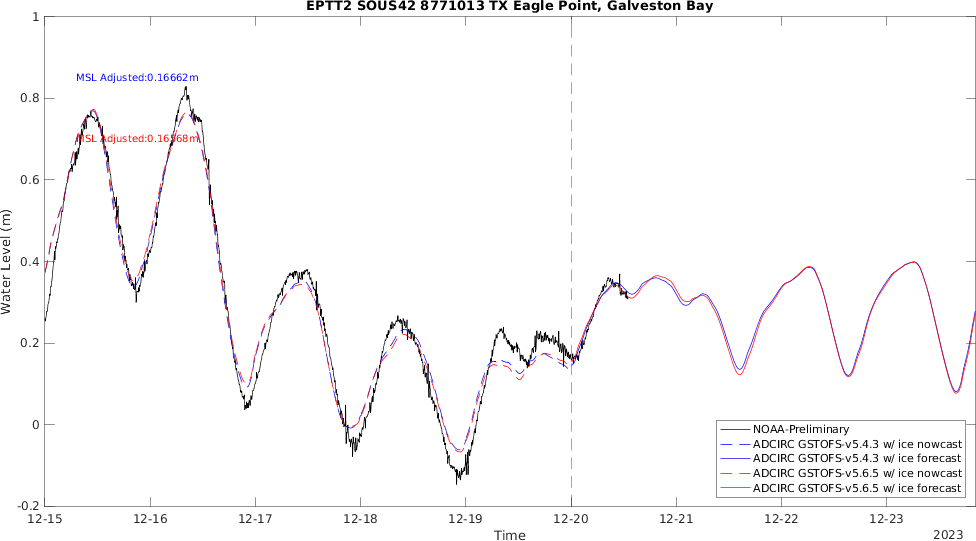 EPTT2 SOUS42 8771013 TX Eagle Point, Galveston Bay
1
0.8
0.6
0.4
0.2
0
-0.2
Water Level (m)
MSL Adjusted:0.16662m
MSL Adjusted:0.16568m
NOAA-Preliminary
ADCIRC GSTOFS-v5.4.3 w/ ice nowcast
ADCIRC GSTOFS-v5.4.3 w/ ice forecast
ADCIRC GSTOFS-v5.6.5 w/ ice nowcast
ADCIRC GSTOFS-v5.6.5 w/ ice forecast
12-15 12-16 12-17 12-18 12-19 12-20 12-21 12-22 12-23
Time
2023